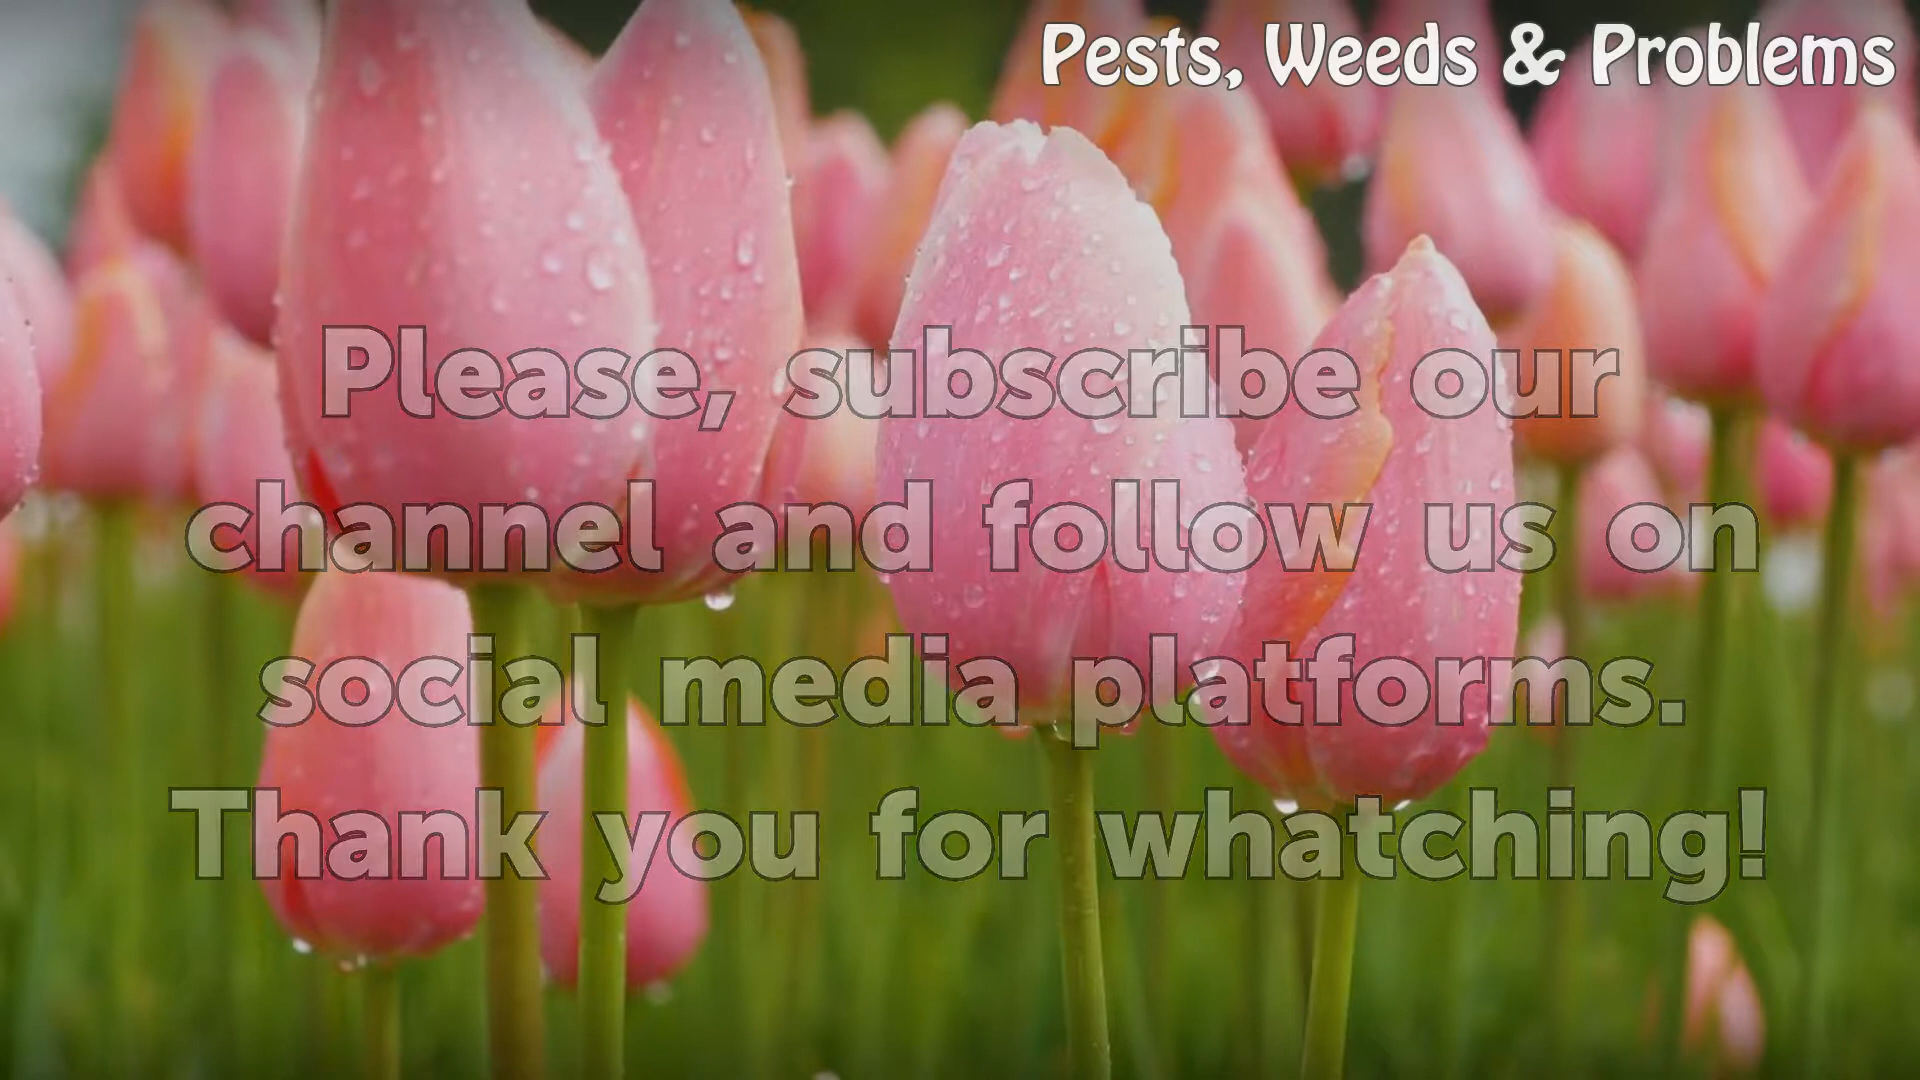 Pests, Weeds & Problems
Please, subscribe our
channel and follow us on
social media platforms.
Thank you for whatching!